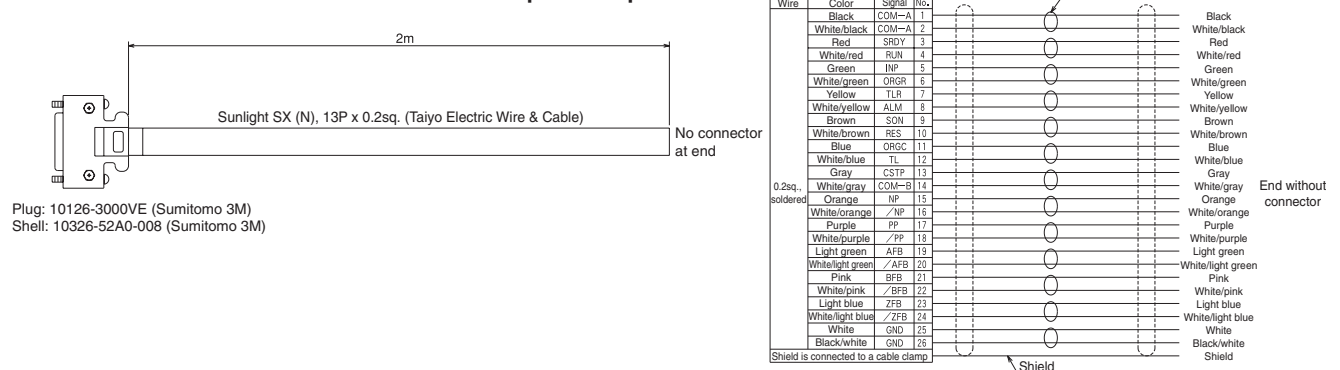 2m
Sunlight SX (N), 13P x 0.2sq. (Taiyo Electric Wire & Cable)
No connector
at end
Plug: 10126-3000VE (Sumitomo 3M)
Shell: 10326-52A0-008 (Sumitomo 3M)
Wire Color Signal No.
Black COM-A 1 Black
White/black COM-A 2 White/black
Red SRDY 3 Red
White/red RUN 4 White/red
Green INP 5 Green
White/green ORGR 6 White/green
Yellow TLR 7 Yellow
White/yellow ALM 8 White/yellow
Brown SON 9 Brown
White/brown RES 10 White/brown
Blue ORGC 11 Blue
White/blue TL 12 White/blue
Gray CSTP 13 Gray
0.2sq., White/gray COM-B 14 White/gray End without
soldered Orange NP 15 Orange connector
White/orange /NP 16 White/orange
Purple PP 17 Purple
White/purple /PP 18 White/purple
Light green AFB 19 Light green
White/light green /AFB 20 White/light green
Pink BFB 21 Pink
White/pink /BFB 22 White/pink
Light blue ZFB 23 Light blue
White/light blue /ZFB 24 White/light blue
White GND 25 White
Black/white GND 26 Black/white
Shield is connected to a cable clamp Shield
Shield